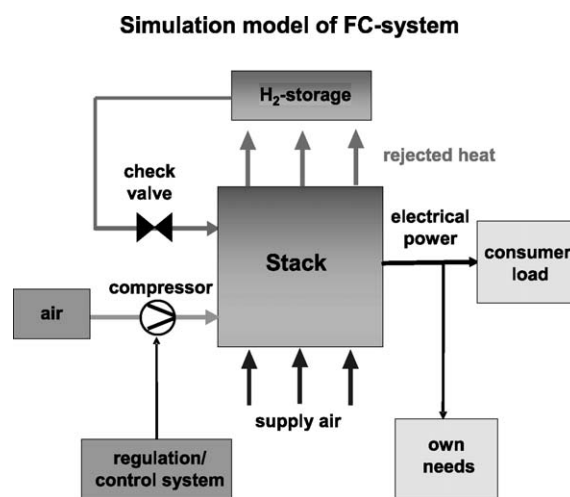 Simulation model of FC-system
H₂-storage
rejected heat
check
valve
electrical
power
consumer
load
Stack
compressor
air
supply air
regulation/
control system
own
needs